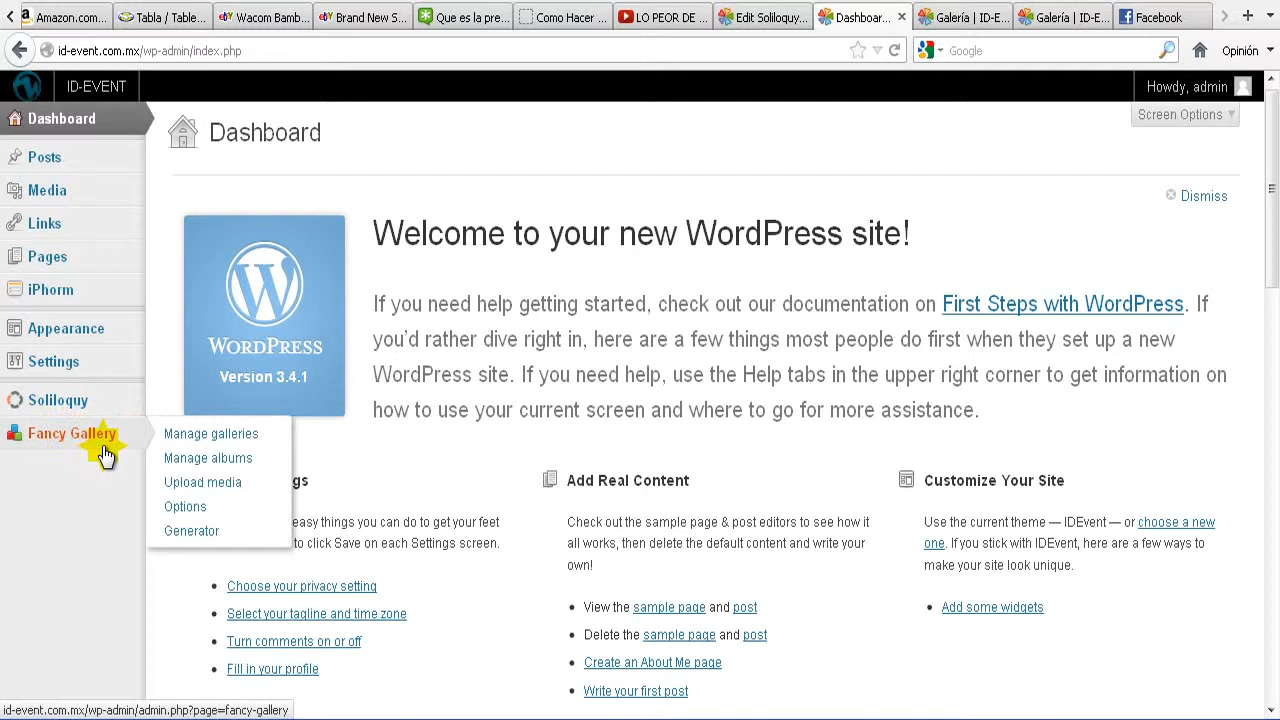 Amazon.com...
Tabla / Table...
Wacom Bamb...
Brand New S...
Que es la pre...
Como Hacer ...
LO PEOR DE ...
Edit Soliloquy...
Dashboar...
Galería | ID-E...
Galería | ID-E...
Facebook
id-event.com.mx/wp-admin/index.php
Google
Opinión
ID-EVENT
Howdy, admin
Dashboard
Posts
Media
Links
Pages
iPhorm
Appearance
Settings
Soliloquy
Fancy Gallery
Manage galleries
Manage albums
Upload media
Options
Generator
Dashboard
Screen Options
Dismiss
WORDPRESS
Version 3.4.1
Welcome to your new WordPress site!
If you need help getting started, check out our documentation on First Steps with WordPress. If
you’d rather dive right in, here are a few things most people do first when they set up a new
WordPress site. If you need help, use the Help tabs in the upper right corner to get information
on how to use your current screen and where to go for more assistance.
gs
easy things you can do to get your feet
to click Save on each Settings screen.
Choose your privacy setting
Select your tagline and time zone
Turn comments on or off
Fill in your profile
Add Real Content
Check out the sample page & post editors to see how it
all works, then delete the default content and write your
own!
View the sample page and post
Delete the sample page and post
Create an About Me page
Write your first post
Customize Your Site
Use the current theme — IDEvent — or choose a new
one. If you stick with IDEvent, here are a few ways to
make your site look unique.
Add some widgets
id-event.com.mx/wp-admin/admin.php?page=fancy-gallery